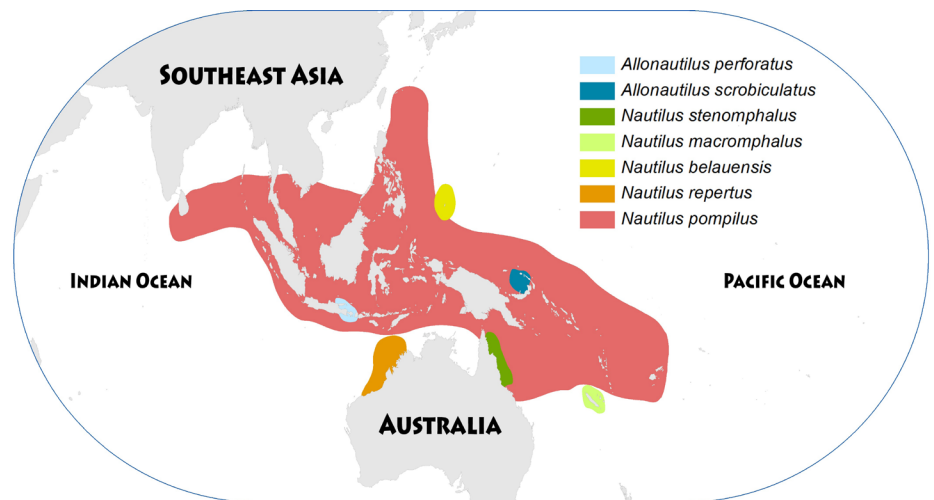 SOUTHEAST ASIA
Allonautilus perforatus
Allonautilus scrobiculatus
Nautilus stenomphalus
Nautilus macromphalus
Nautilus belauensis
Nautilus repertus
Nautilus pompilus
INDIAN OCEAN
PACIFIC OCEAN
AUSTRALIA